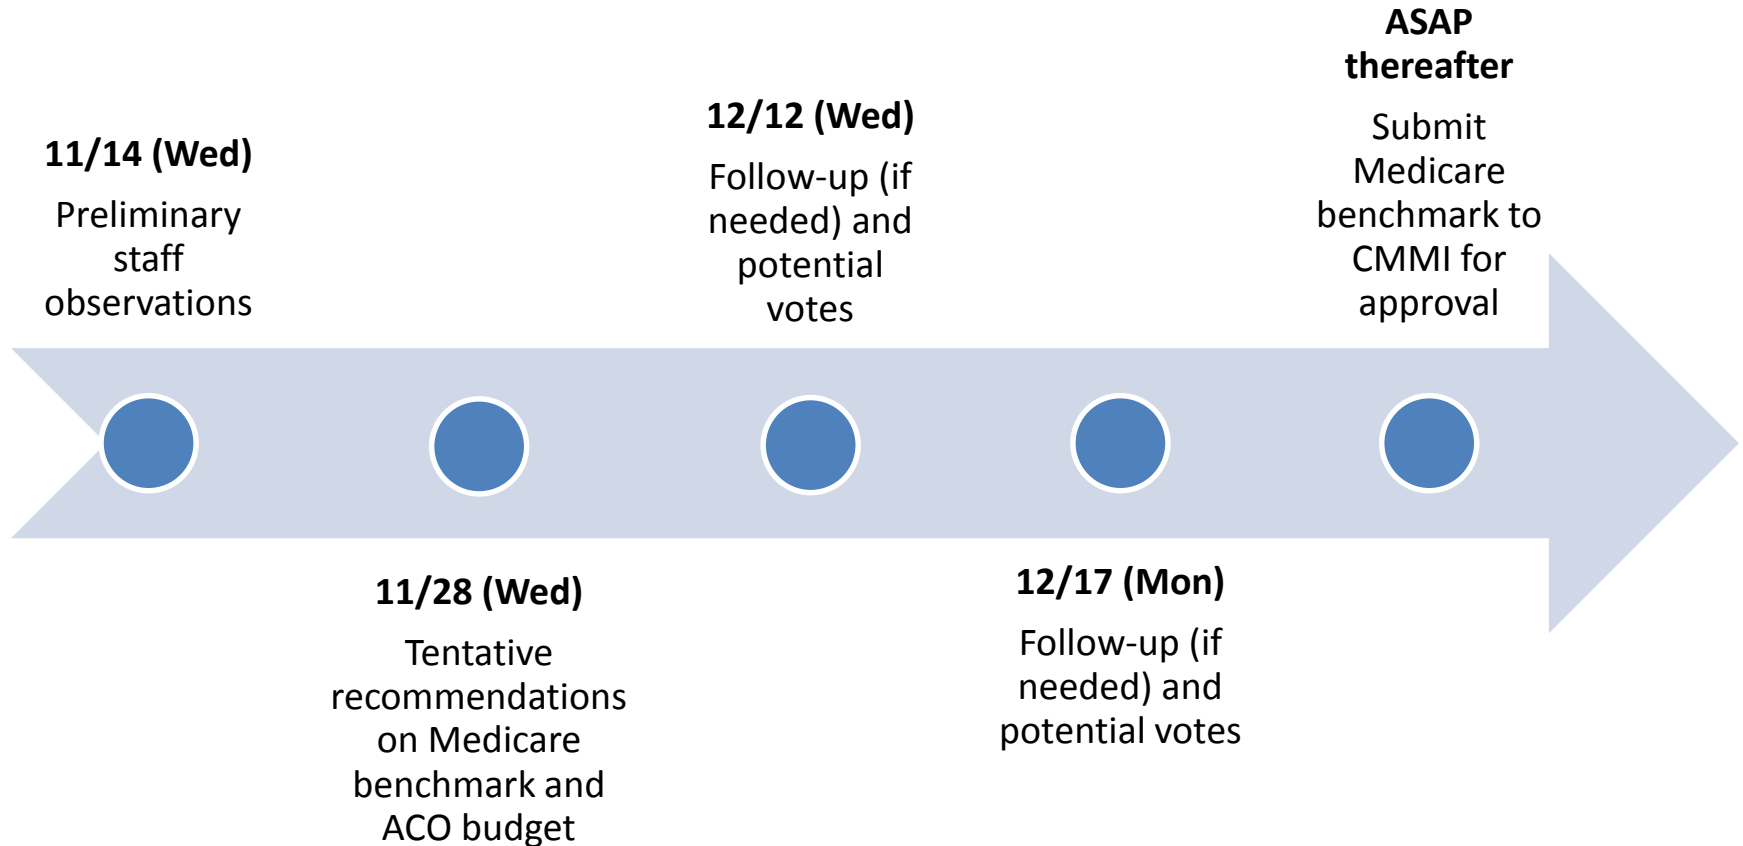 11/14 (Wed)
Preliminary
staff
observations
11/28 (Wed)
Tentative
recommendations
on Medicare
benchmark and
ACO budget
12/12 (Wed)
Follow-up (if
needed) and
potential
votes
12/17 (Mon)
Follow-up (if
needed) and
potential votes
ASAP
thereafter
Submit
Medicare
benchmark to
CMMI for
approval